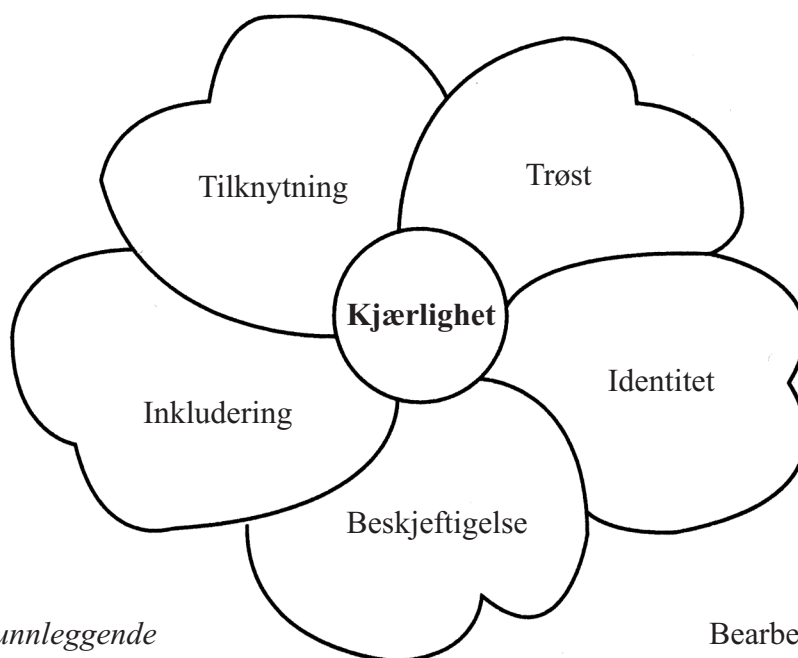 Tilknytning
Trøst
Kjærlighet
Identitet
Inkludering
Beskjeftigelse